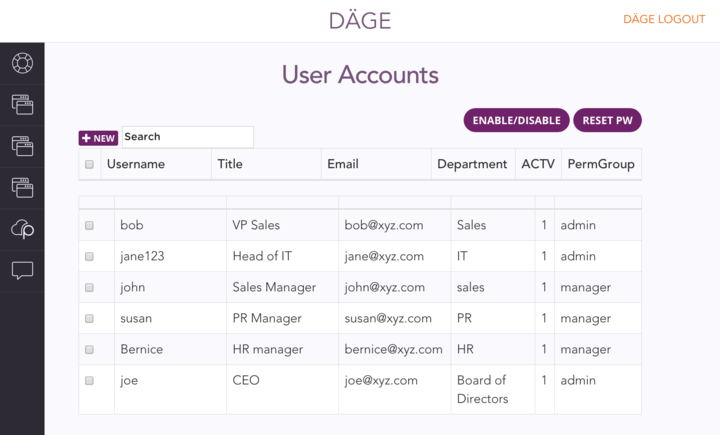 DÄGE
DÄGE LOGOUT
User Accounts
ENABLE/DISABLE RESET PW
+ NEW Search
Username Title Email Department ACTV PermGroup
bob VP Sales bob@xyz.com Sales 1 admin
jane123 Head of IT jane@xyz.com IT 1 admin
john Sales Manager john@xyz.com sales 1 manager
susan PR Manager susan@xyz.com PR 1 manager
Bernice HR manager bernice@xyz.com HR 1 manager
joe CEO joe@xyz.com Board of 1 admin
Directors